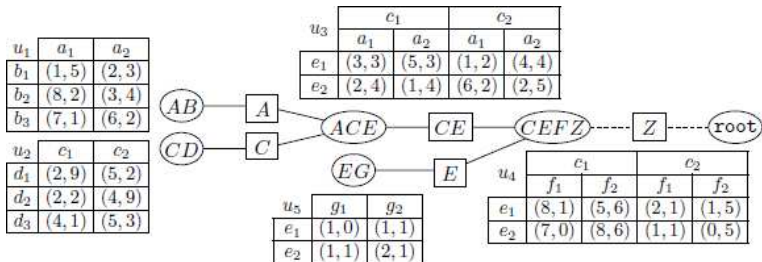 u₃ c₁ c₂
a₁ a₂ a₁ a₂
e₁ (3, 3) (5, 3) (1, 2) (4, 4)
e₂ (2, 4) (1, 4) (6, 2) (2, 5)
u₁ a₁ a₂
b₁ (1, 5) (2, 3)
b₂ (8, 2) (3, 4)
b₃ (7, 1) (6, 2)
AB A ACE CE CEFZ Z root
CD C
EG E
u₂ c₁ c₂
d₁ (2, 9) (5, 2)
d₂ (2, 2) (4, 9)
d₃ (4, 1) (5, 3)
u₅ g₁ g₂
e₁ (1, 0) (1, 1)
e₂ (1, 1) (2, 1)
u₄ c₁ c₂
f₁ f₂ f₁ f₂
e₁ (8, 1) (5, 6) (2, 1) (1, 5)
e₂ (7, 0) (8, 6) (1, 1) (0, 5)